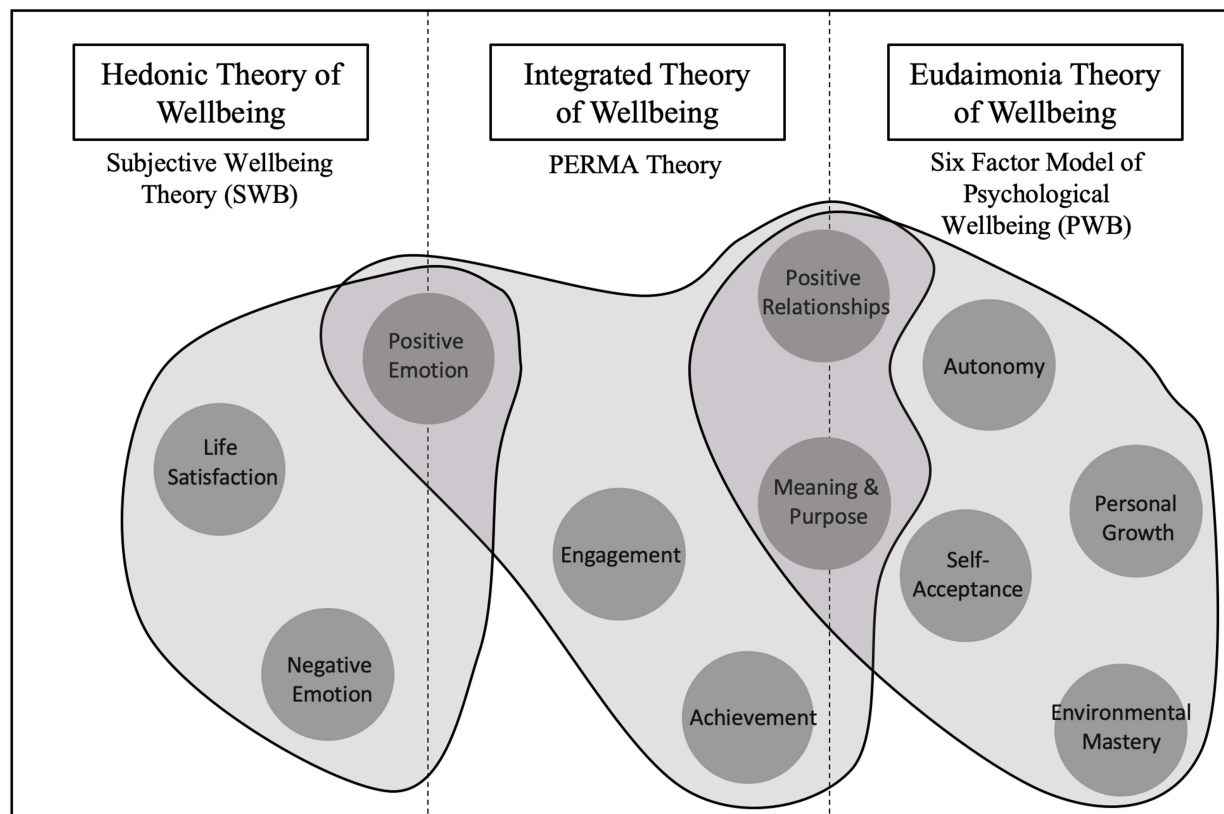 Hedonic Theory of
Wellbeing
Subjective Wellbeing
Theory (SWB)
Integrated Theory
of Wellbeing
PERMA Theory
Eudaimonia Theory
of Wellbeing
Six Factor Model of
Psychological
Wellbeing (PWB)
Positive
Emotion
Life
Satisfaction
Negative
Emotion
Engagement
Achievement
Positive
Relationships
Meaning &
Purpose
Autonomy
Personal
Growth
Self-
Acceptance
Environmental
Mastery